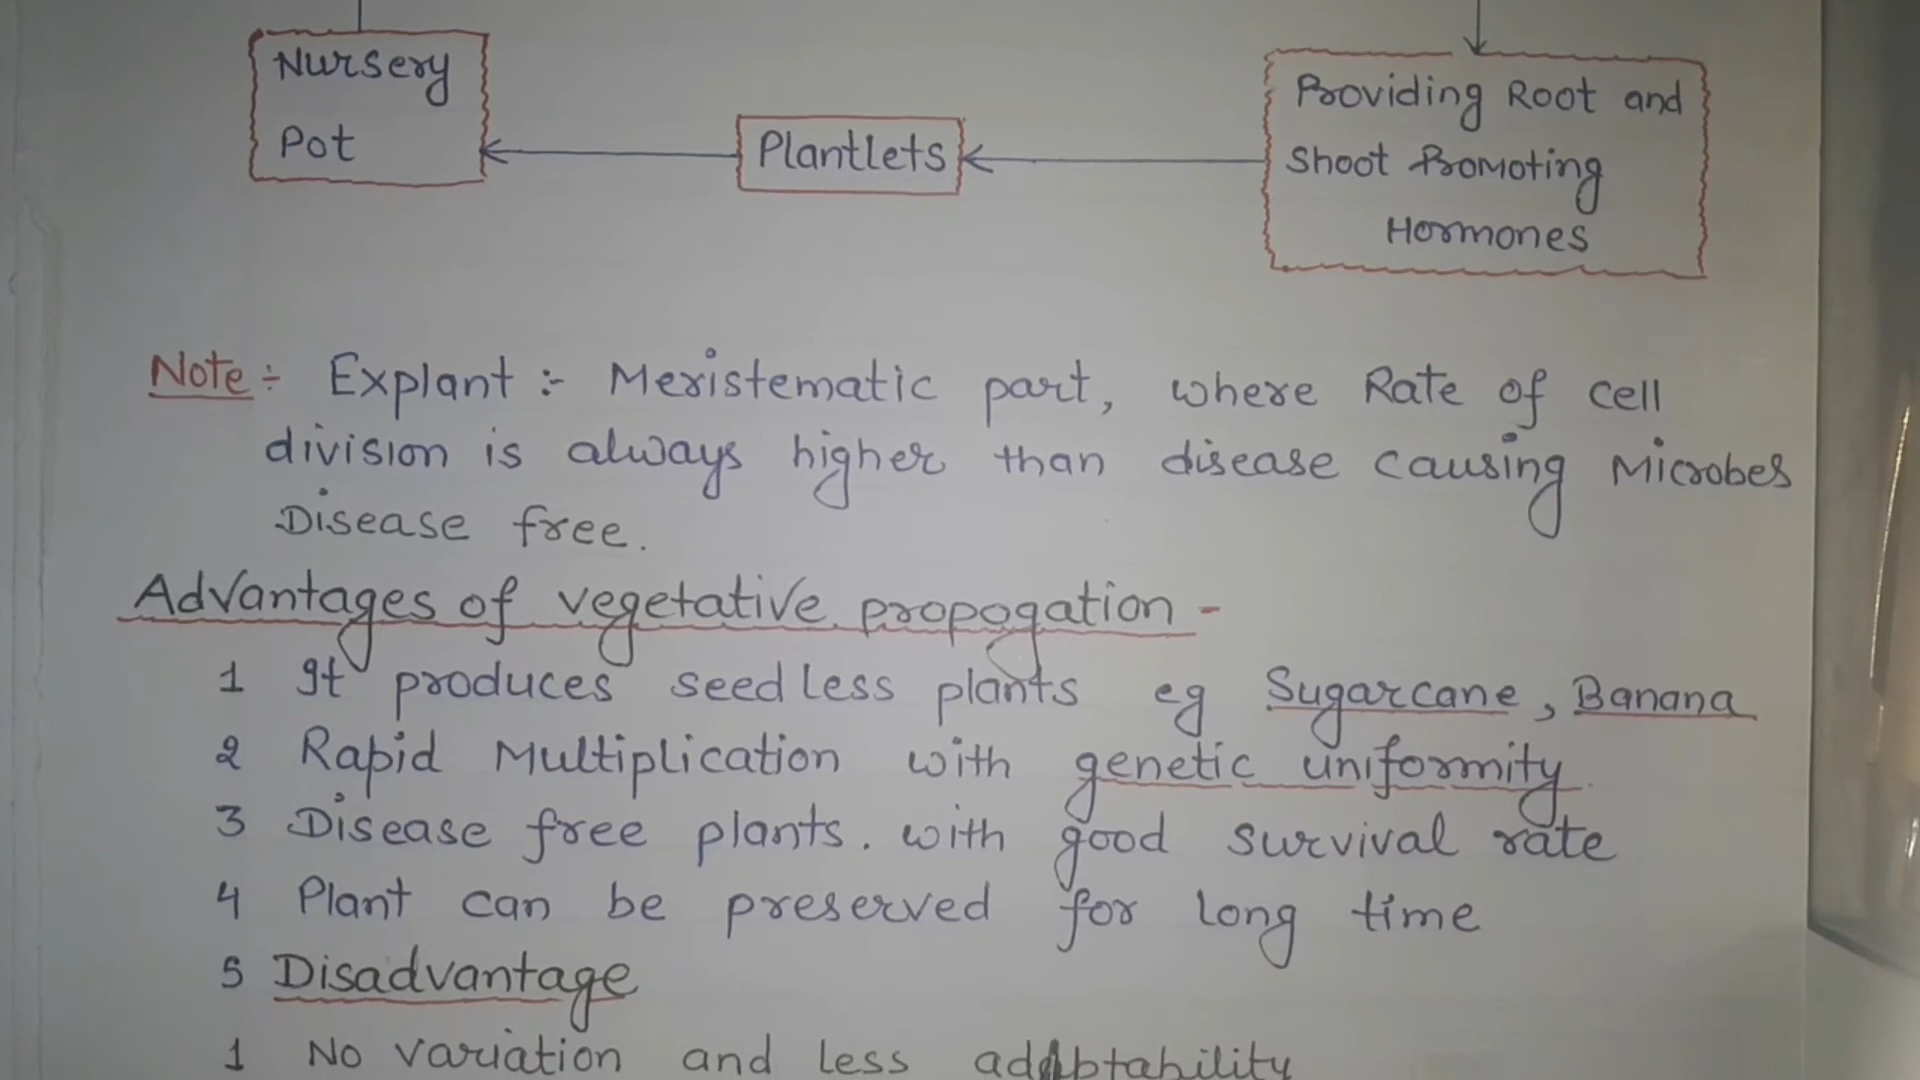 Nursery
Pot
Plantlets
Providing Root and
Shoot Promoting
Hormones
Note :- Explant :- Meristematic part, where Rate of cell
division is always higher than disease causing Microbes
Disease free.
Advantages of vegetative propogation -
1 It produces seedless plants eg Sugarcane, Banana
2 Rapid Multiplication with genetic uniformity.
3 Disease free plants. with good survival rate
4 Plant can be preserved for long time
5 Disadvantage
1 No variation and less adaptability